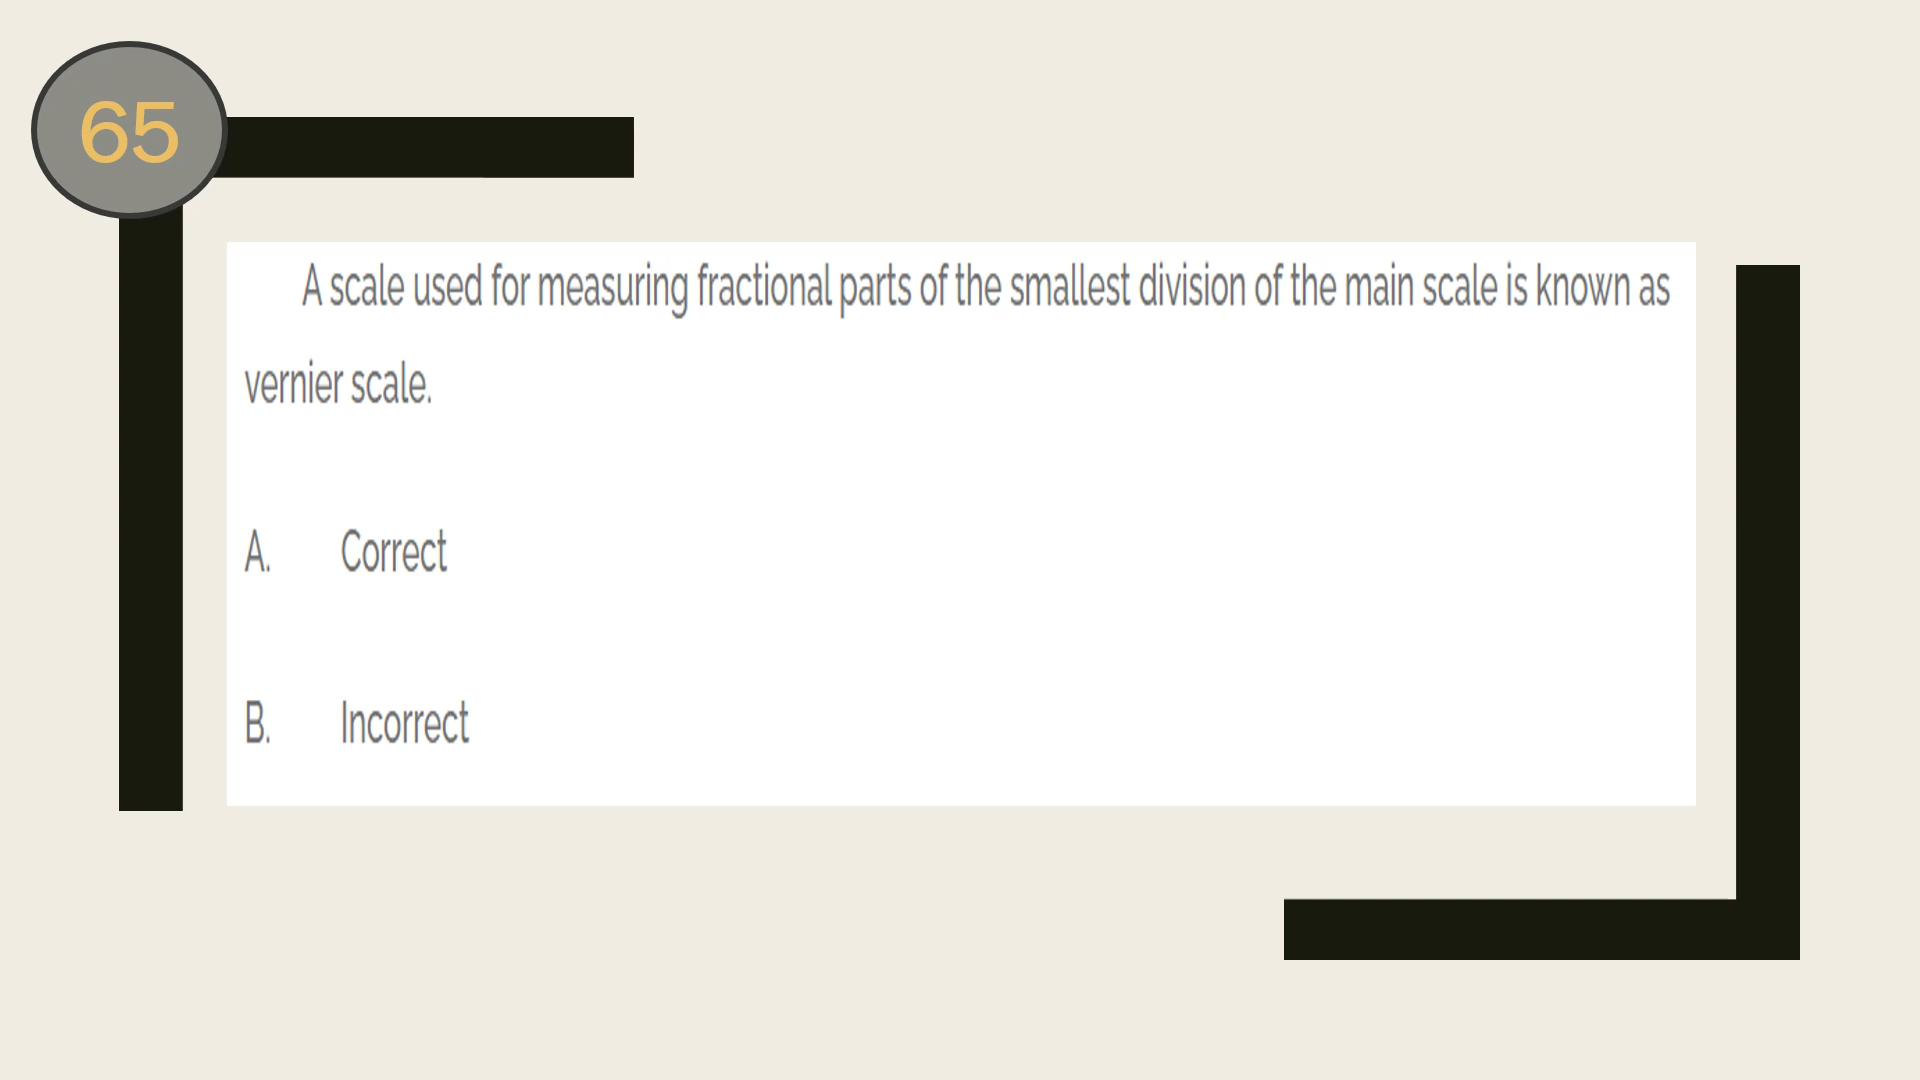 65
A scale used for measuring fractional parts of the smallest division of the main scale is known as
vernier scale.
A. Correct
B. Incorrect